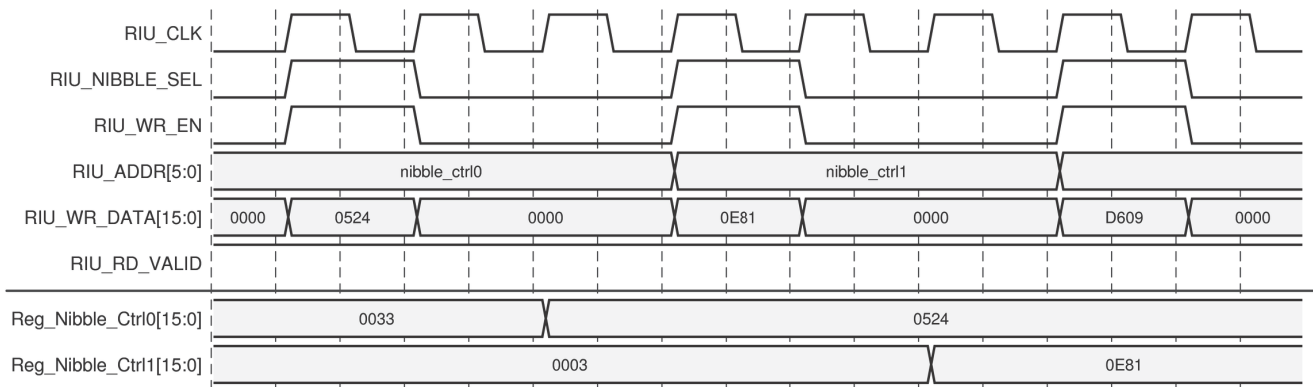 RIU_CLK
RIU_NIBBLE_SEL
RIU_WR_EN
RIU_ADDR[5:0] nibble_ctrl0 nibble_ctrl1
RIU_WR_DATA[15:0] 0000 0524 0000 0E81 0000 D609 0000
RIU_RD_VALID
Reg_Nibble_Ctrl0[15:0] 0033 0524
Reg_Nibble_Ctrl1[15:0] 0003 0E81